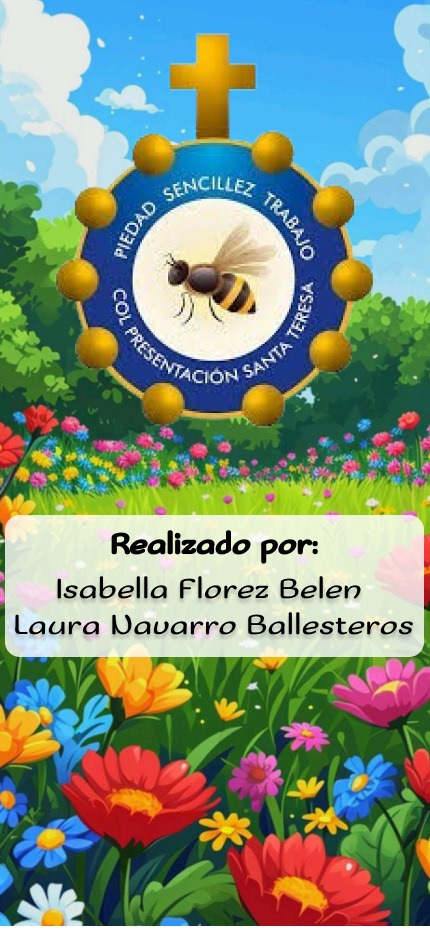 PIEDAD SENCILLEZ TRABAJO
COL PRESENTACIÓN SANTA TERESA
Realizado por:
Isabella Florez Belen
Laura Navarro Ballesteros